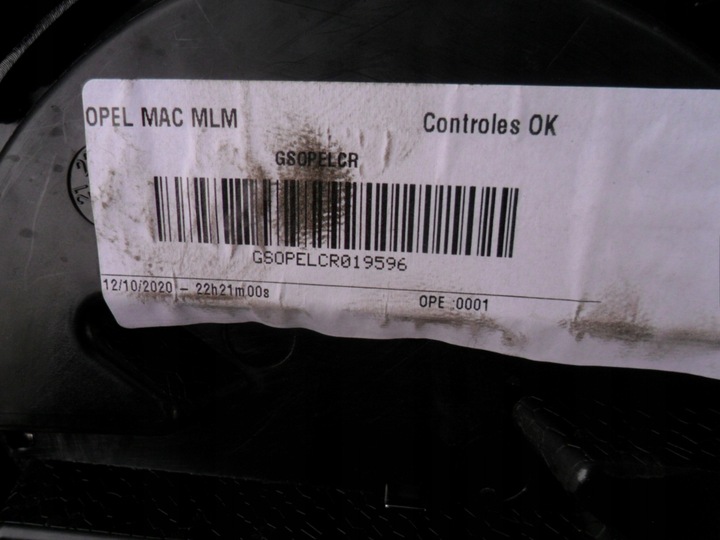 OPEL MAC MLM
Controles OK
GSOPELCR
GSOPELCR019596
12/10/2020 - 22h21m00s
OPE :0001